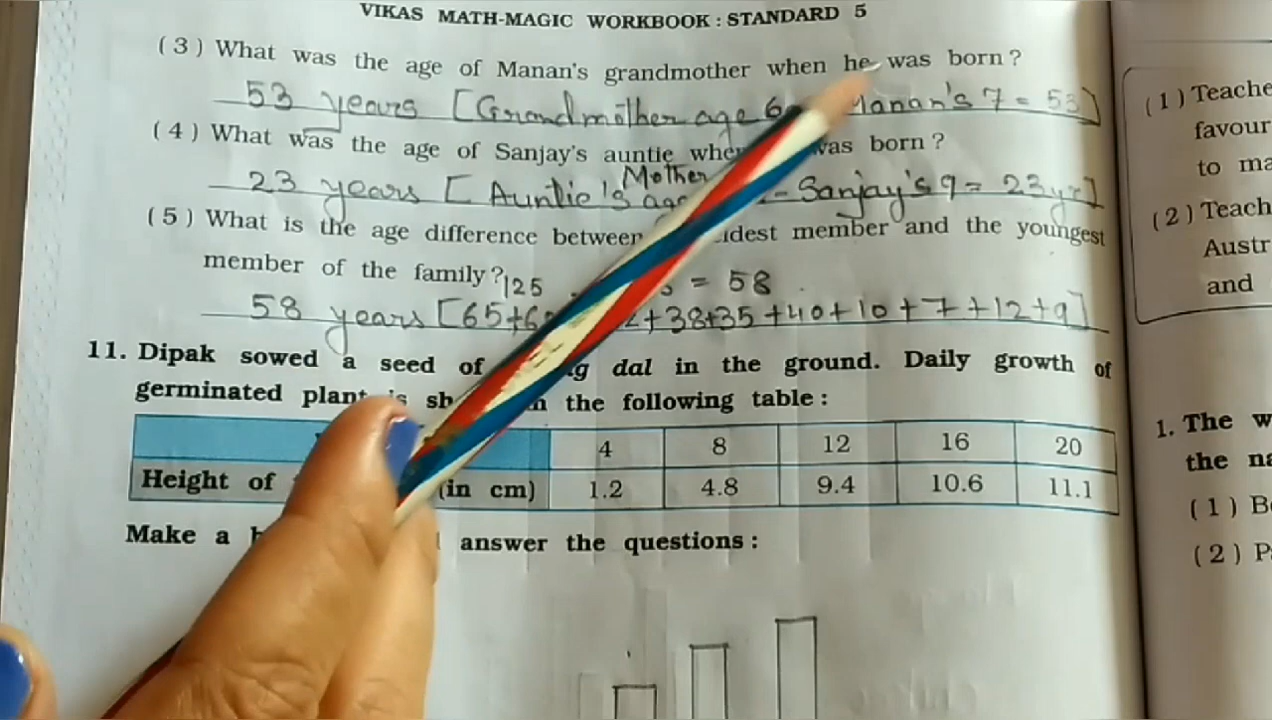 VIKAS MATH-MAGIC WORKBOOK : STANDARD 5
( 3 ) What was the age of Manan's grandmother when he was born ?
53 years [Grandmother age 6 Manan's 7 = 53]
( 4 ) What was the age of Sanjay's auntie when was born ?
Mother
23 years [ Auntie's age - Sanjay's 9 = 23 yr]
( 5 ) What is the age difference between oldest member and the youngest
member of the family ?
125 = 58
58 years [65+6 2+38+35+40+10+7+12+9]
11. Dipak sowed a seed of dal in the ground. Daily growth of
germinated plant is the following table :
4 8 12 16 20
Height of (in cm) 1.2 4.8 9.4 10.6 11.1
Make a answer the questions :
( 1 ) Teache
favour
to ma
( 2 ) Teach
Austr
and
1. The w
the na
( 1 ) B
( 2 ) P